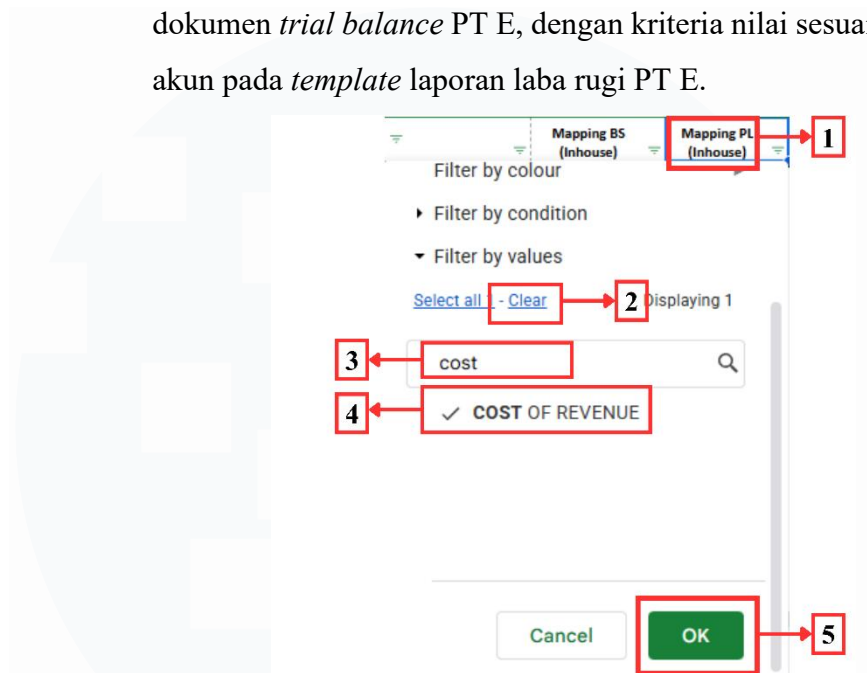 dokumen trial balance PT E, dengan kriteria nilai sesuai
akun pada template laporan laba rugi PT E.
Mapping BS (Inhouse)
Mapping PL (Inhouse)
1
Filter by colour
Filter by condition
Filter by values
Select all 1 - Clear
2
Displaying 1
3
cost
4
COST OF REVENUE
Cancel
OK
5